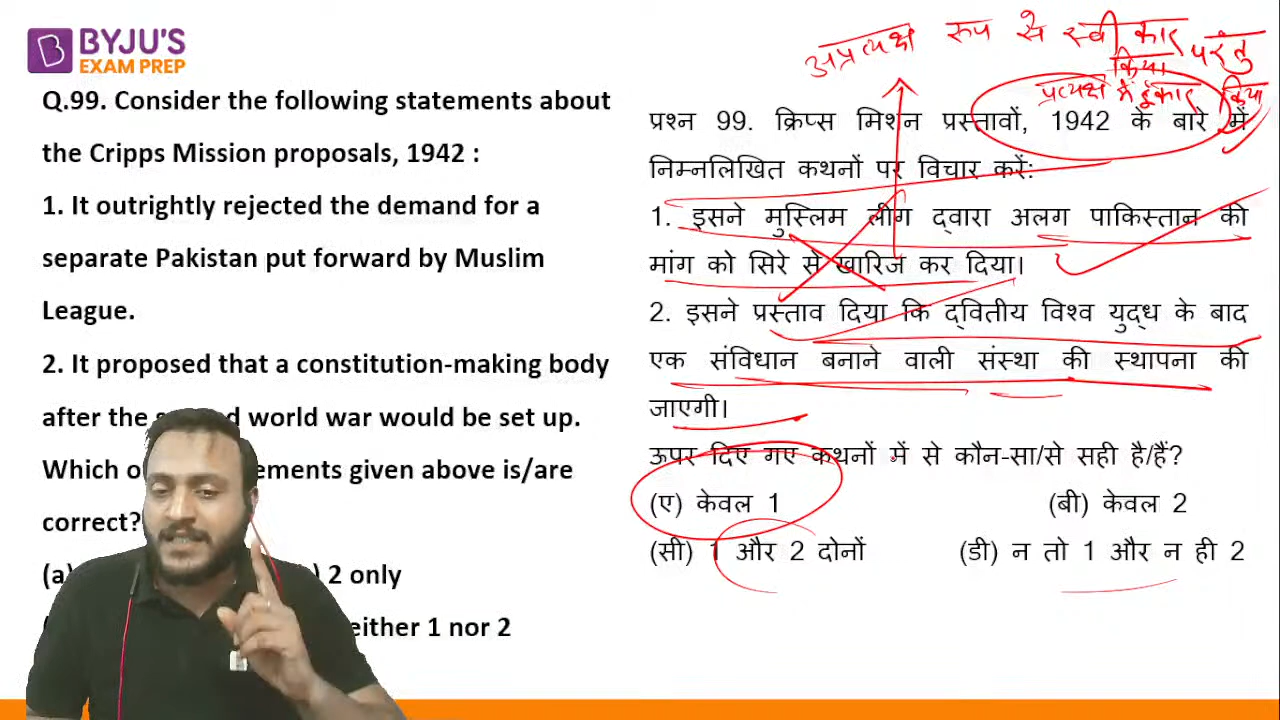 BYJU'S
EXAM PREP
Q.99. Consider the following statements about
the Cripps Mission proposals, 1942 :
1. It outrightly rejected the demand for a
separate Pakistan put forward by Muslim
League.
2. It proposed that a constitution-making body
after the second world war would be set up.
Which ements given above is/are
correct?
(a) 2 only
either 1 nor 2
अप्रत्यक्ष रूप से स्वीकार परंतु
किया
प्रत्यक्ष में इंकार किया
प्रश्न 99. क्रिप्स मिशन प्रस्तावों, 1942 के बारे में
निम्नलिखित कथनों पर विचार करें:
1. इसने मुस्लिम लीग द्वारा अलग पाकिस्तान की
मांग को सिरे से खारिज कर दिया।
2. इसने प्रस्ताव दिया कि द्वितीय विश्व युद्ध के बाद
एक संविधान बनाने वाली संस्था की स्थापना की
जाएगी।
ऊपर दिए गए कथनों में से कौन-सा/से सही है/हैं?
(ए) केवल 1 (बी) केवल 2
(सी) 1 और 2 दोनों (डी) न तो 1 और न ही 2